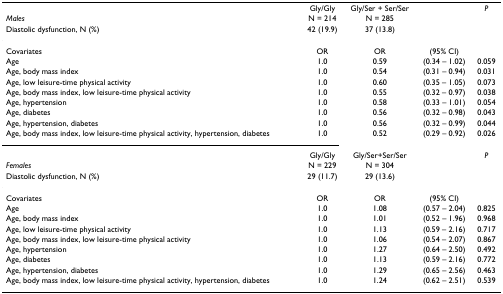 Gly/Gly Gly/Ser + Ser/Ser P
Males N = 214 N = 285
Diastolic dysfunction, N (%) 42 (19.9) 37 (13.8)
Covariates OR OR (95% CI)
Age 1.0 0.59 (0.34 – 1.02) 0.059
Age, body mass index 1.0 0.54 (0.31 – 0.94) 0.031
Age, low leisure-time physical activity 1.0 0.60 (0.35 – 1.05) 0.073
Age, body mass index, low leisure-time physical activity 1.0 0.55 (0.32 – 0.97) 0.038
Age, hypertension 1.0 0.58 (0.33 – 1.01) 0.054
Age, diabetes 1.0 0.56 (0.32 – 0.98) 0.043
Age, hypertension, diabetes 1.0 0.56 (0.32 – 0.99) 0.044
Age, body mass index, low leisure-time physical activity, hypertension, diabetes 1.0 0.52 (0.29 – 0.92) 0.026
Gly/Gly Gly/Ser+Ser/Ser P
Females N = 229 N = 304
Diastolic dysfunction, N (%) 29 (11.7) 29 (13.6)
Covariates OR OR (95% CI)
Age 1.0 1.08 (0.57 – 2.04) 0.825
Age, body mass index 1.0 1.01 (0.52 – 1.96) 0.968
Age, low leisure-time physical activity 1.0 1.13 (0.59 – 2.16) 0.717
Age, body mass index, low leisure-time physical activity 1.0 1.06 (0.54 – 2.07) 0.867
Age, hypertension 1.0 1.27 (0.64 – 2.50) 0.492
Age, diabetes 1.0 1.13 (0.59 – 2.16) 0.772
Age, hypertension, diabetes 1.0 1.29 (0.65 – 2.56) 0.463
Age, body mass index, low leisure-time physical activity, hypertension, diabetes 1.0 1.24 (0.62 – 2.51) 0.539